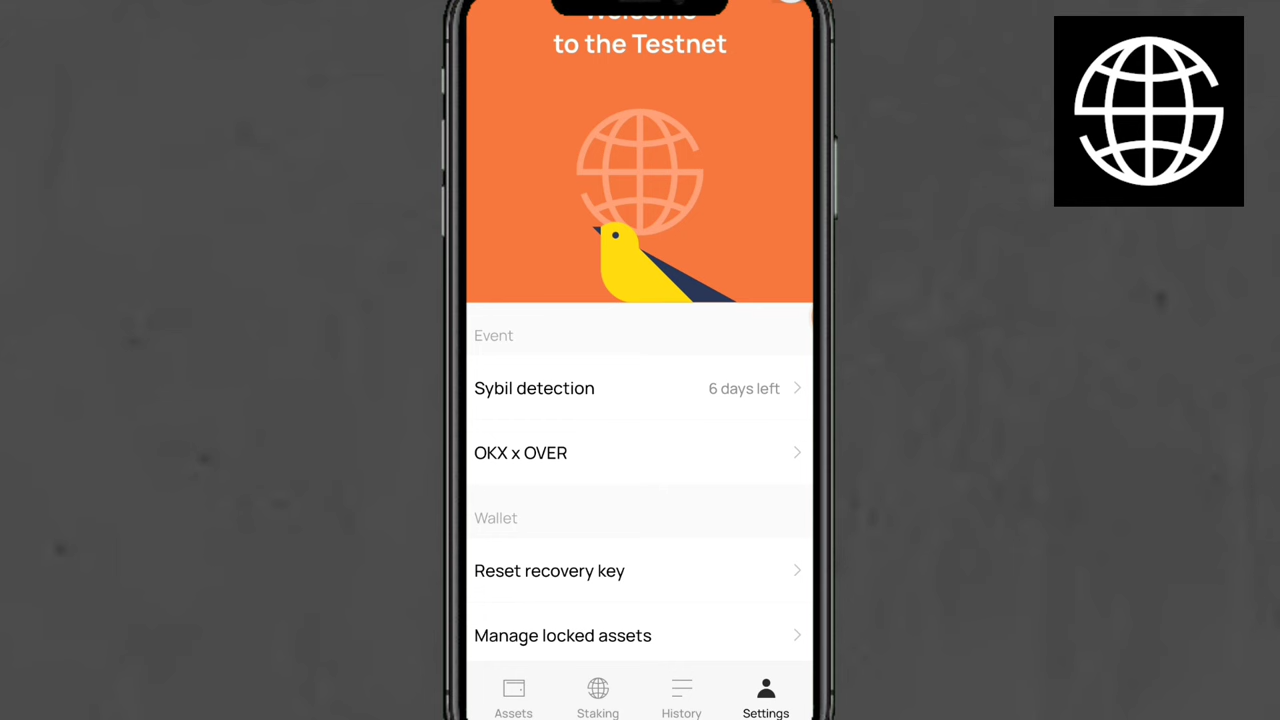 Welcome
to the Testnet
Event
Sybil detection
6 days left
OKX x OVER
Wallet
Reset recovery key
Manage locked assets
Assets
Staking
History
Settings